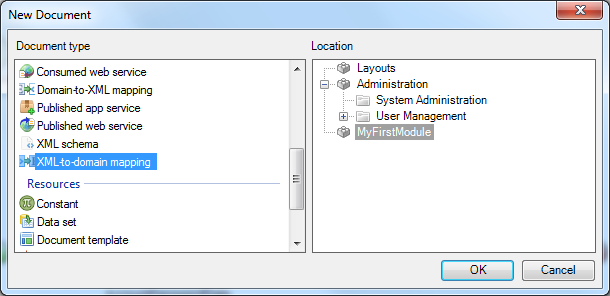 New Document
Document type
Location
Consumed web service
Domain-to-XML mapping
Published app service
Published web service
XML schema
XML-to-domain mapping
Resources
Constant
Data set
Document template
Layouts
Administration
System Administration
User Management
MyFirstModule
OK
Cancel